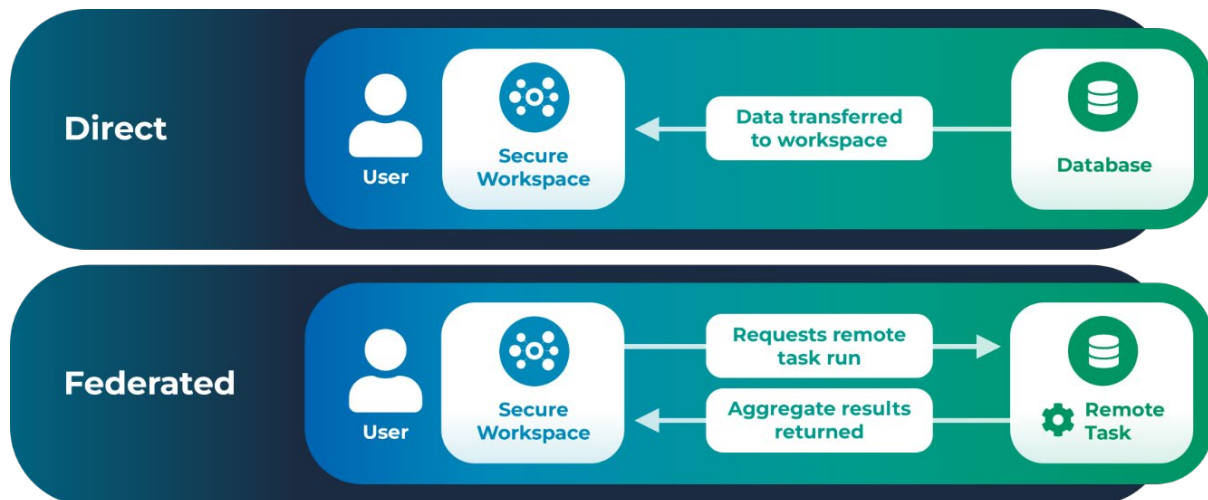 Direct
User
Secure
Workspace
Data transferred
to workspace
Database
Federated
User
Secure
Workspace
Requests remote
task run
Aggregate results
returned
Remote
Task